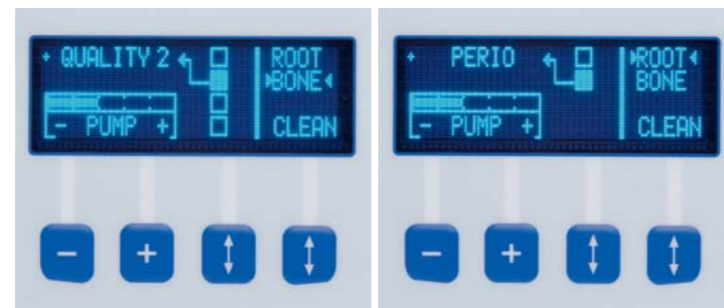 + QUALITY 2 ROOT
BONE
[- PUMP +] CLEAN
- +
+ PERIO ROOT
BONE
[- PUMP +] CLEAN
- +